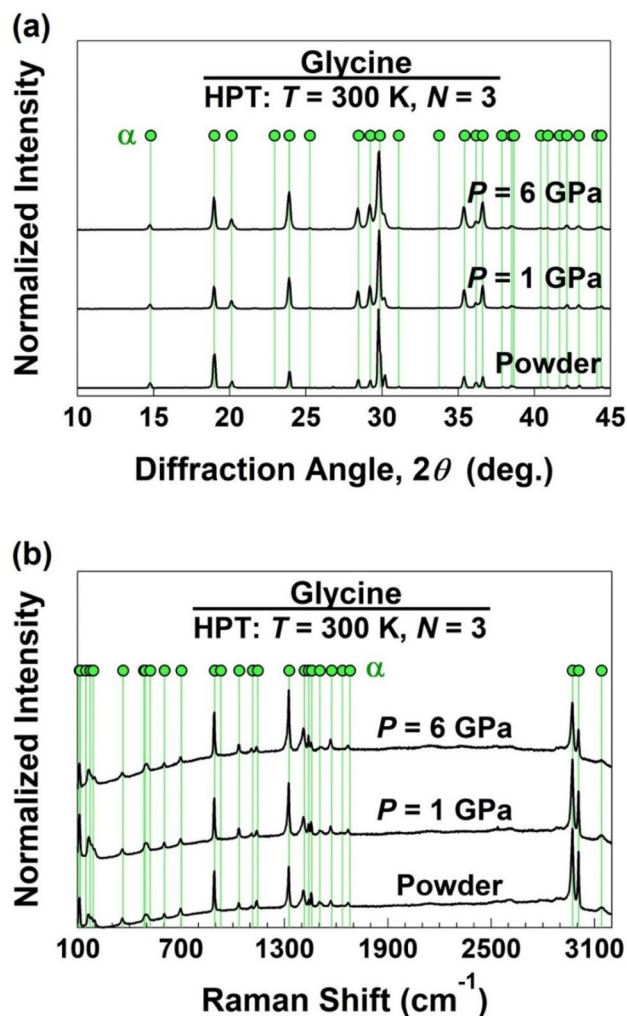 (a)
Normalized Intensity
Glycine
HPT: T = 300 K, N = 3
α
P = 6 GPa
P = 1 GPa
Powder
10 15 20 25 30 35 40 45
Diffraction Angle, 2θ (deg.)
(b)
Normalized Intensity
Glycine
HPT: T = 300 K, N = 3
α
P = 6 GPa
P = 1 GPa
Powder
100 700 1300 1900 2500 3100
Raman Shift (cm⁻¹)